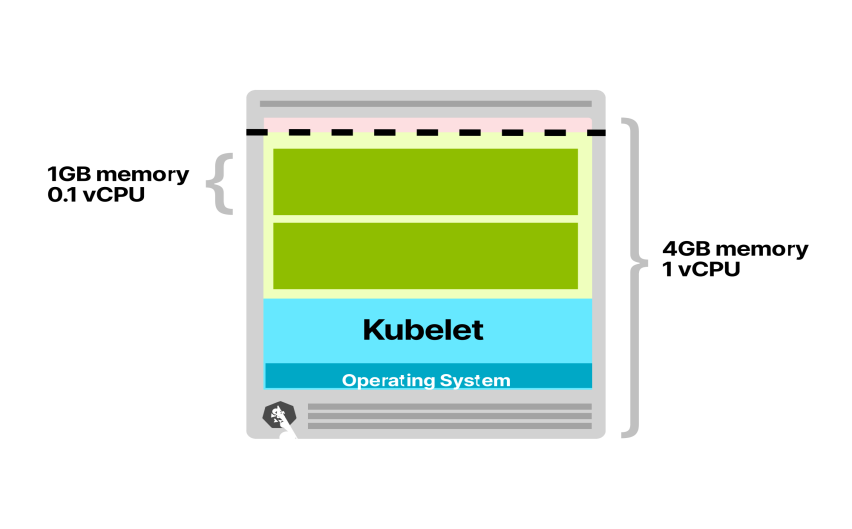 1GB memory
0.1 vCPU
4GB memory
1 vCPU
Kubelet
Operating System